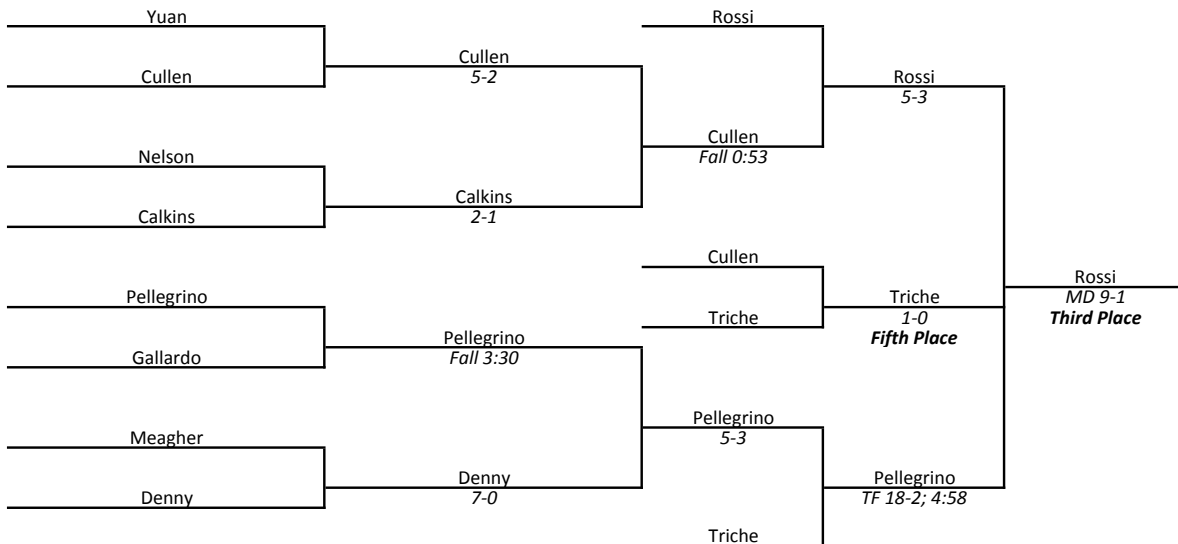 Yuan
Rossi
Cullen
5-2
Cullen
Rossi
5-3
Cullen
Fall 0:53
Nelson
Calkins
2-1
Calkins
Cullen
Rossi
MD 9-1
Third Place
Pellegrino
Triche
1-0
Fifth Place
Triche
Pellegrino
Fall 3:30
Gallardo
Pellegrino
5-3
Meagher
Denny
7-0
Pellegrino
TF 18-2; 4:58
Denny
Triche